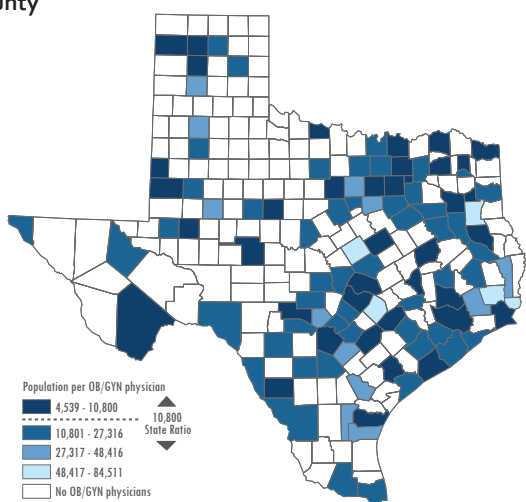 unty
Population per OB/GYN physician
4,539 - 10,800
10,800
State Ratio
10,801 - 27,316
27,317 - 48,416
48,417 - 84,511
No OB/GYN physicians